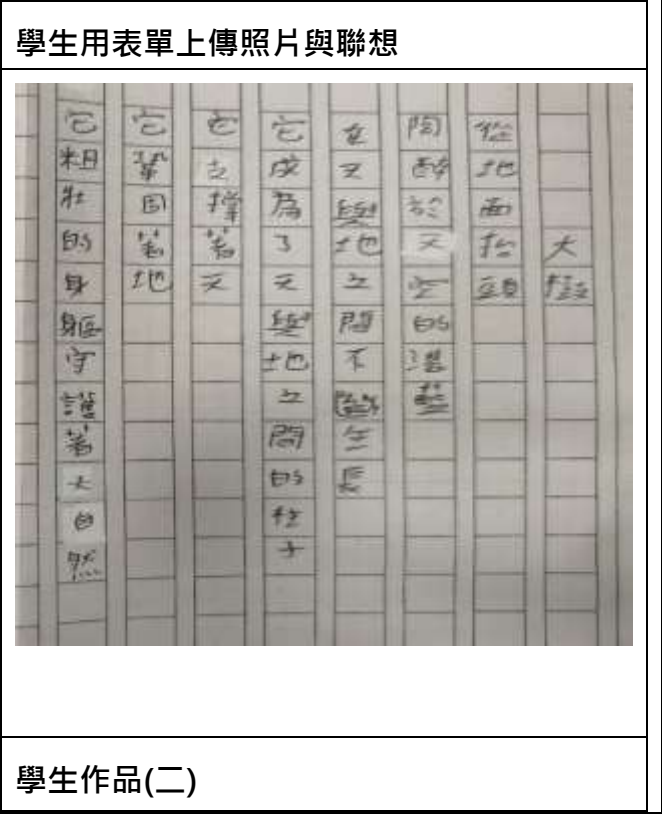 學生用表單上傳照片與聯想
大樹
從地面抬頭
陶醉於天空的湛藍
在天與地之間不斷生長
它成為了天與地之間的柱子
它支撐著天
它鞏固著地
它粗壯的身軀守護著大自然
學生作品(二)